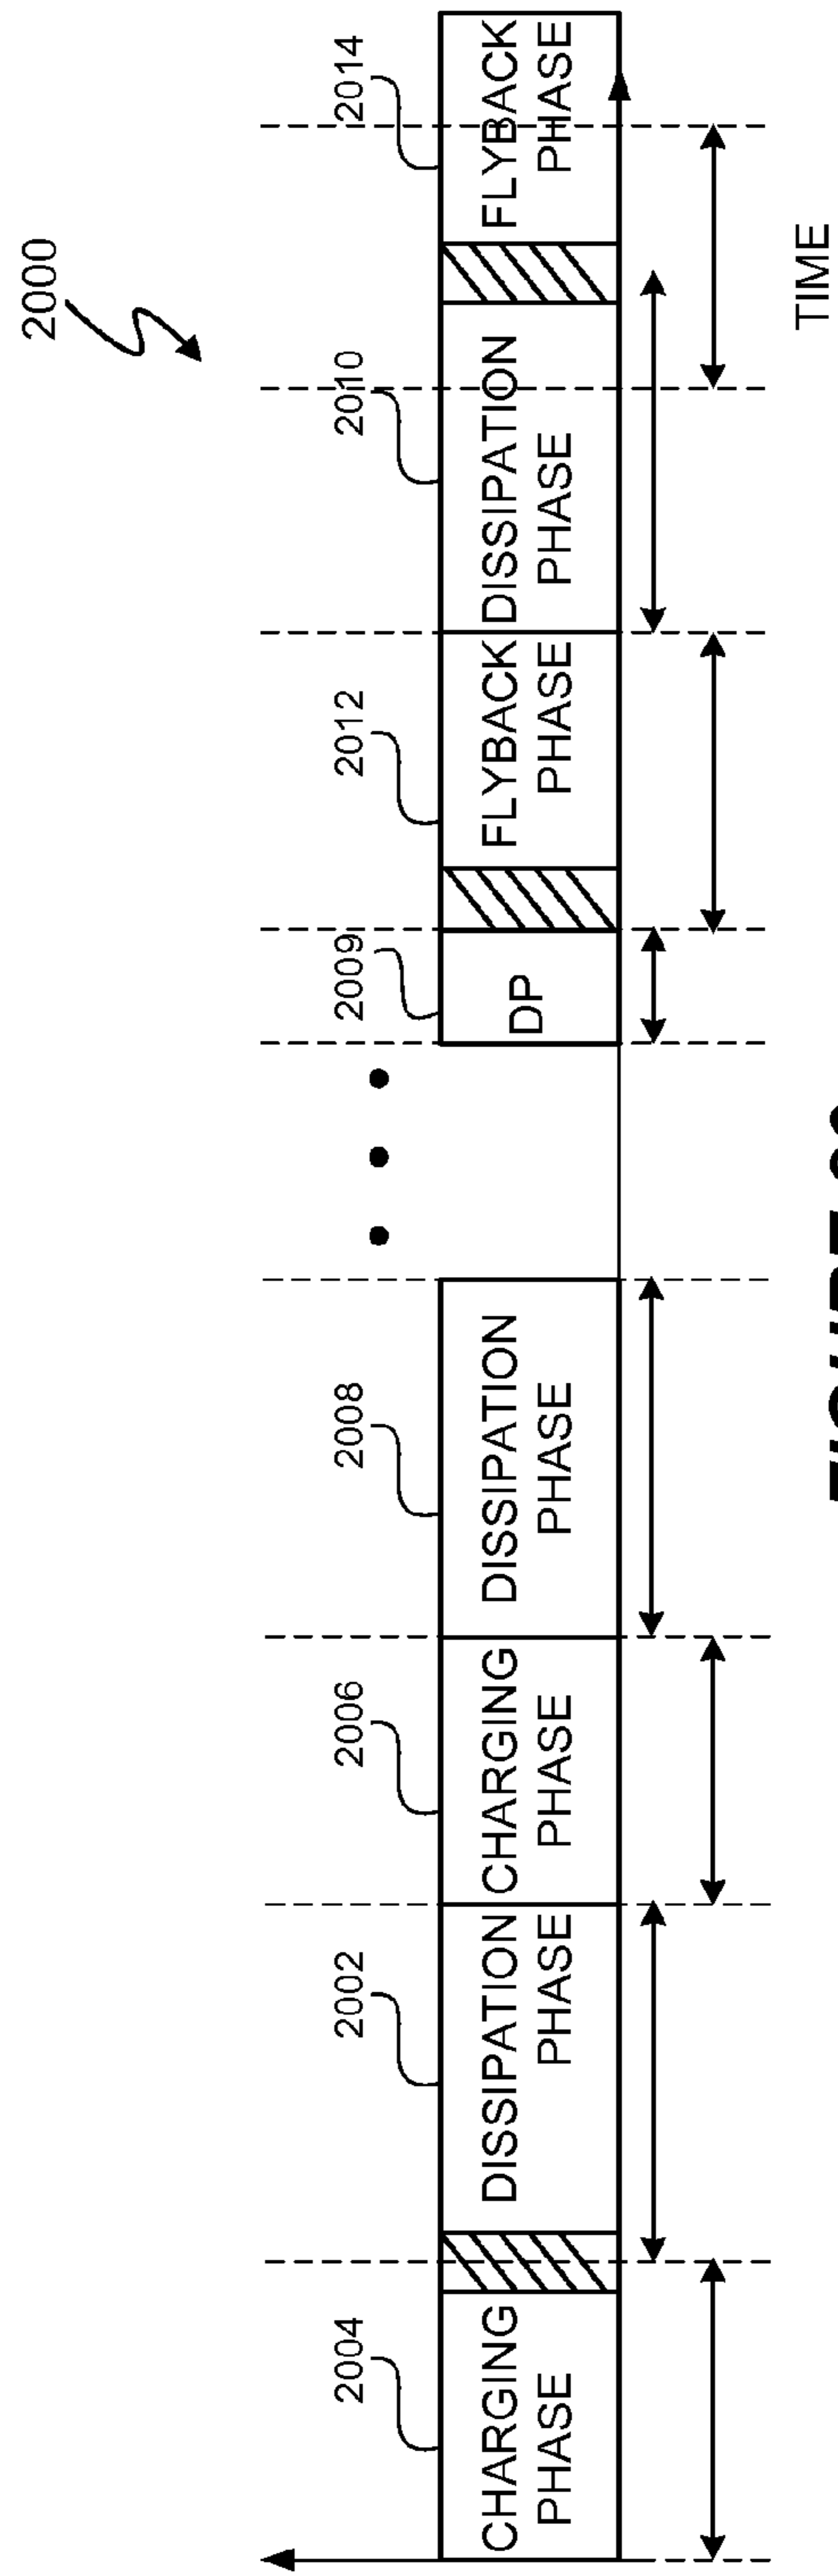 2000
2004
2002
2006
2008
2009
2012
2010
2014
CHARGING
PHASE
DISSIPATION
PHASE
CHARGING
PHASE
DISSIPATION
PHASE
DP
FLYBACK
PHASE
DISSIPATION
PHASE
FLYBACK
PHASE
TIME
FIGURE